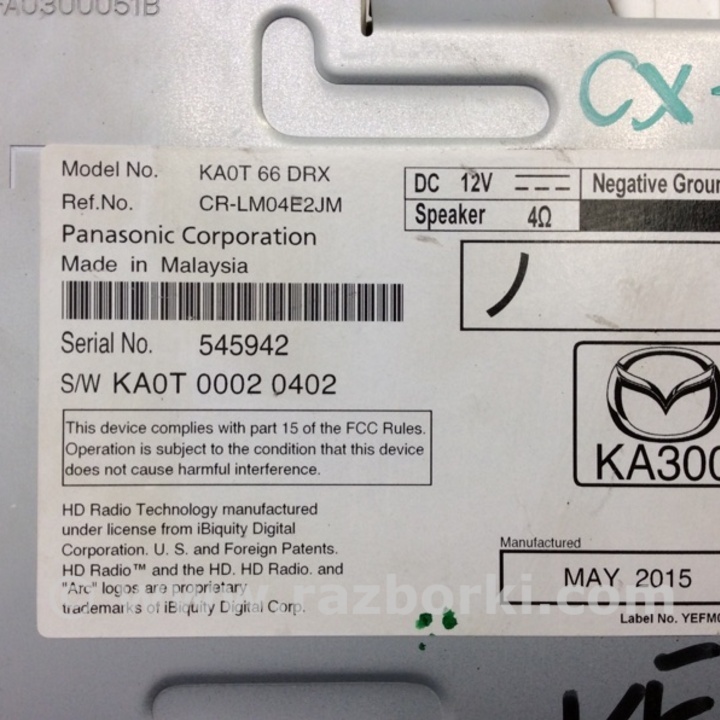 CX-
Model No. KA0T 66 DRX
Ref.No. CR-LM04E2JM
Panasonic Corporation
Made in Malaysia
DC 12V Negative Groun
Speaker 4Ω
Serial No. 545942
S/W KA0T 0002 0402
This device complies with part 15 of the FCC Rules.
Operation is subject to the condition that this device
does not cause harmful interference.
KA300
HD Radio Technology manufactured
under license from iBiquity Digital
Corporation. U. S. and Foreign Patents.
HD Radio™ and the HD. HD Radio. and
"Arc" logos are proprietary
trademarks of iBiquity Digital Corp.
Manufactured
MAY 2015
Label No. YEFM0
www.razborki.com